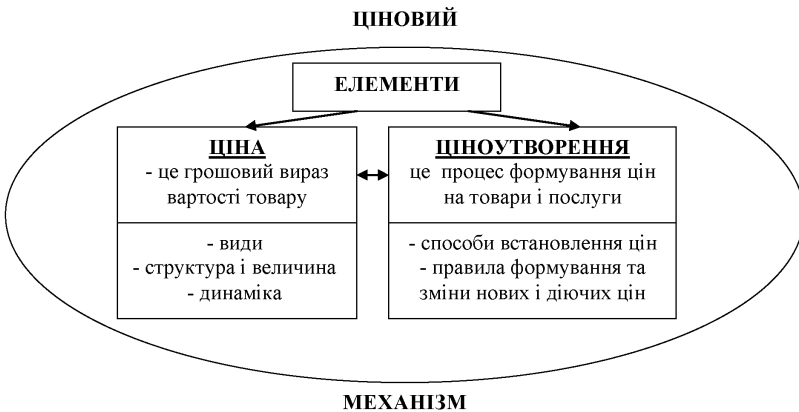 ЦІНОВИЙ
ЕЛЕМЕНТИ
ЦІНА
- це грошовий вираз
вартості товару
- види
- структура і величина
- динаміка
ЦІНОУТВОРЕННЯ
це процес формування цін
на товари і послуги
- способи встановлення цін
- правила формування та
зміни нових і діючих цін
МЕХАНІЗМ